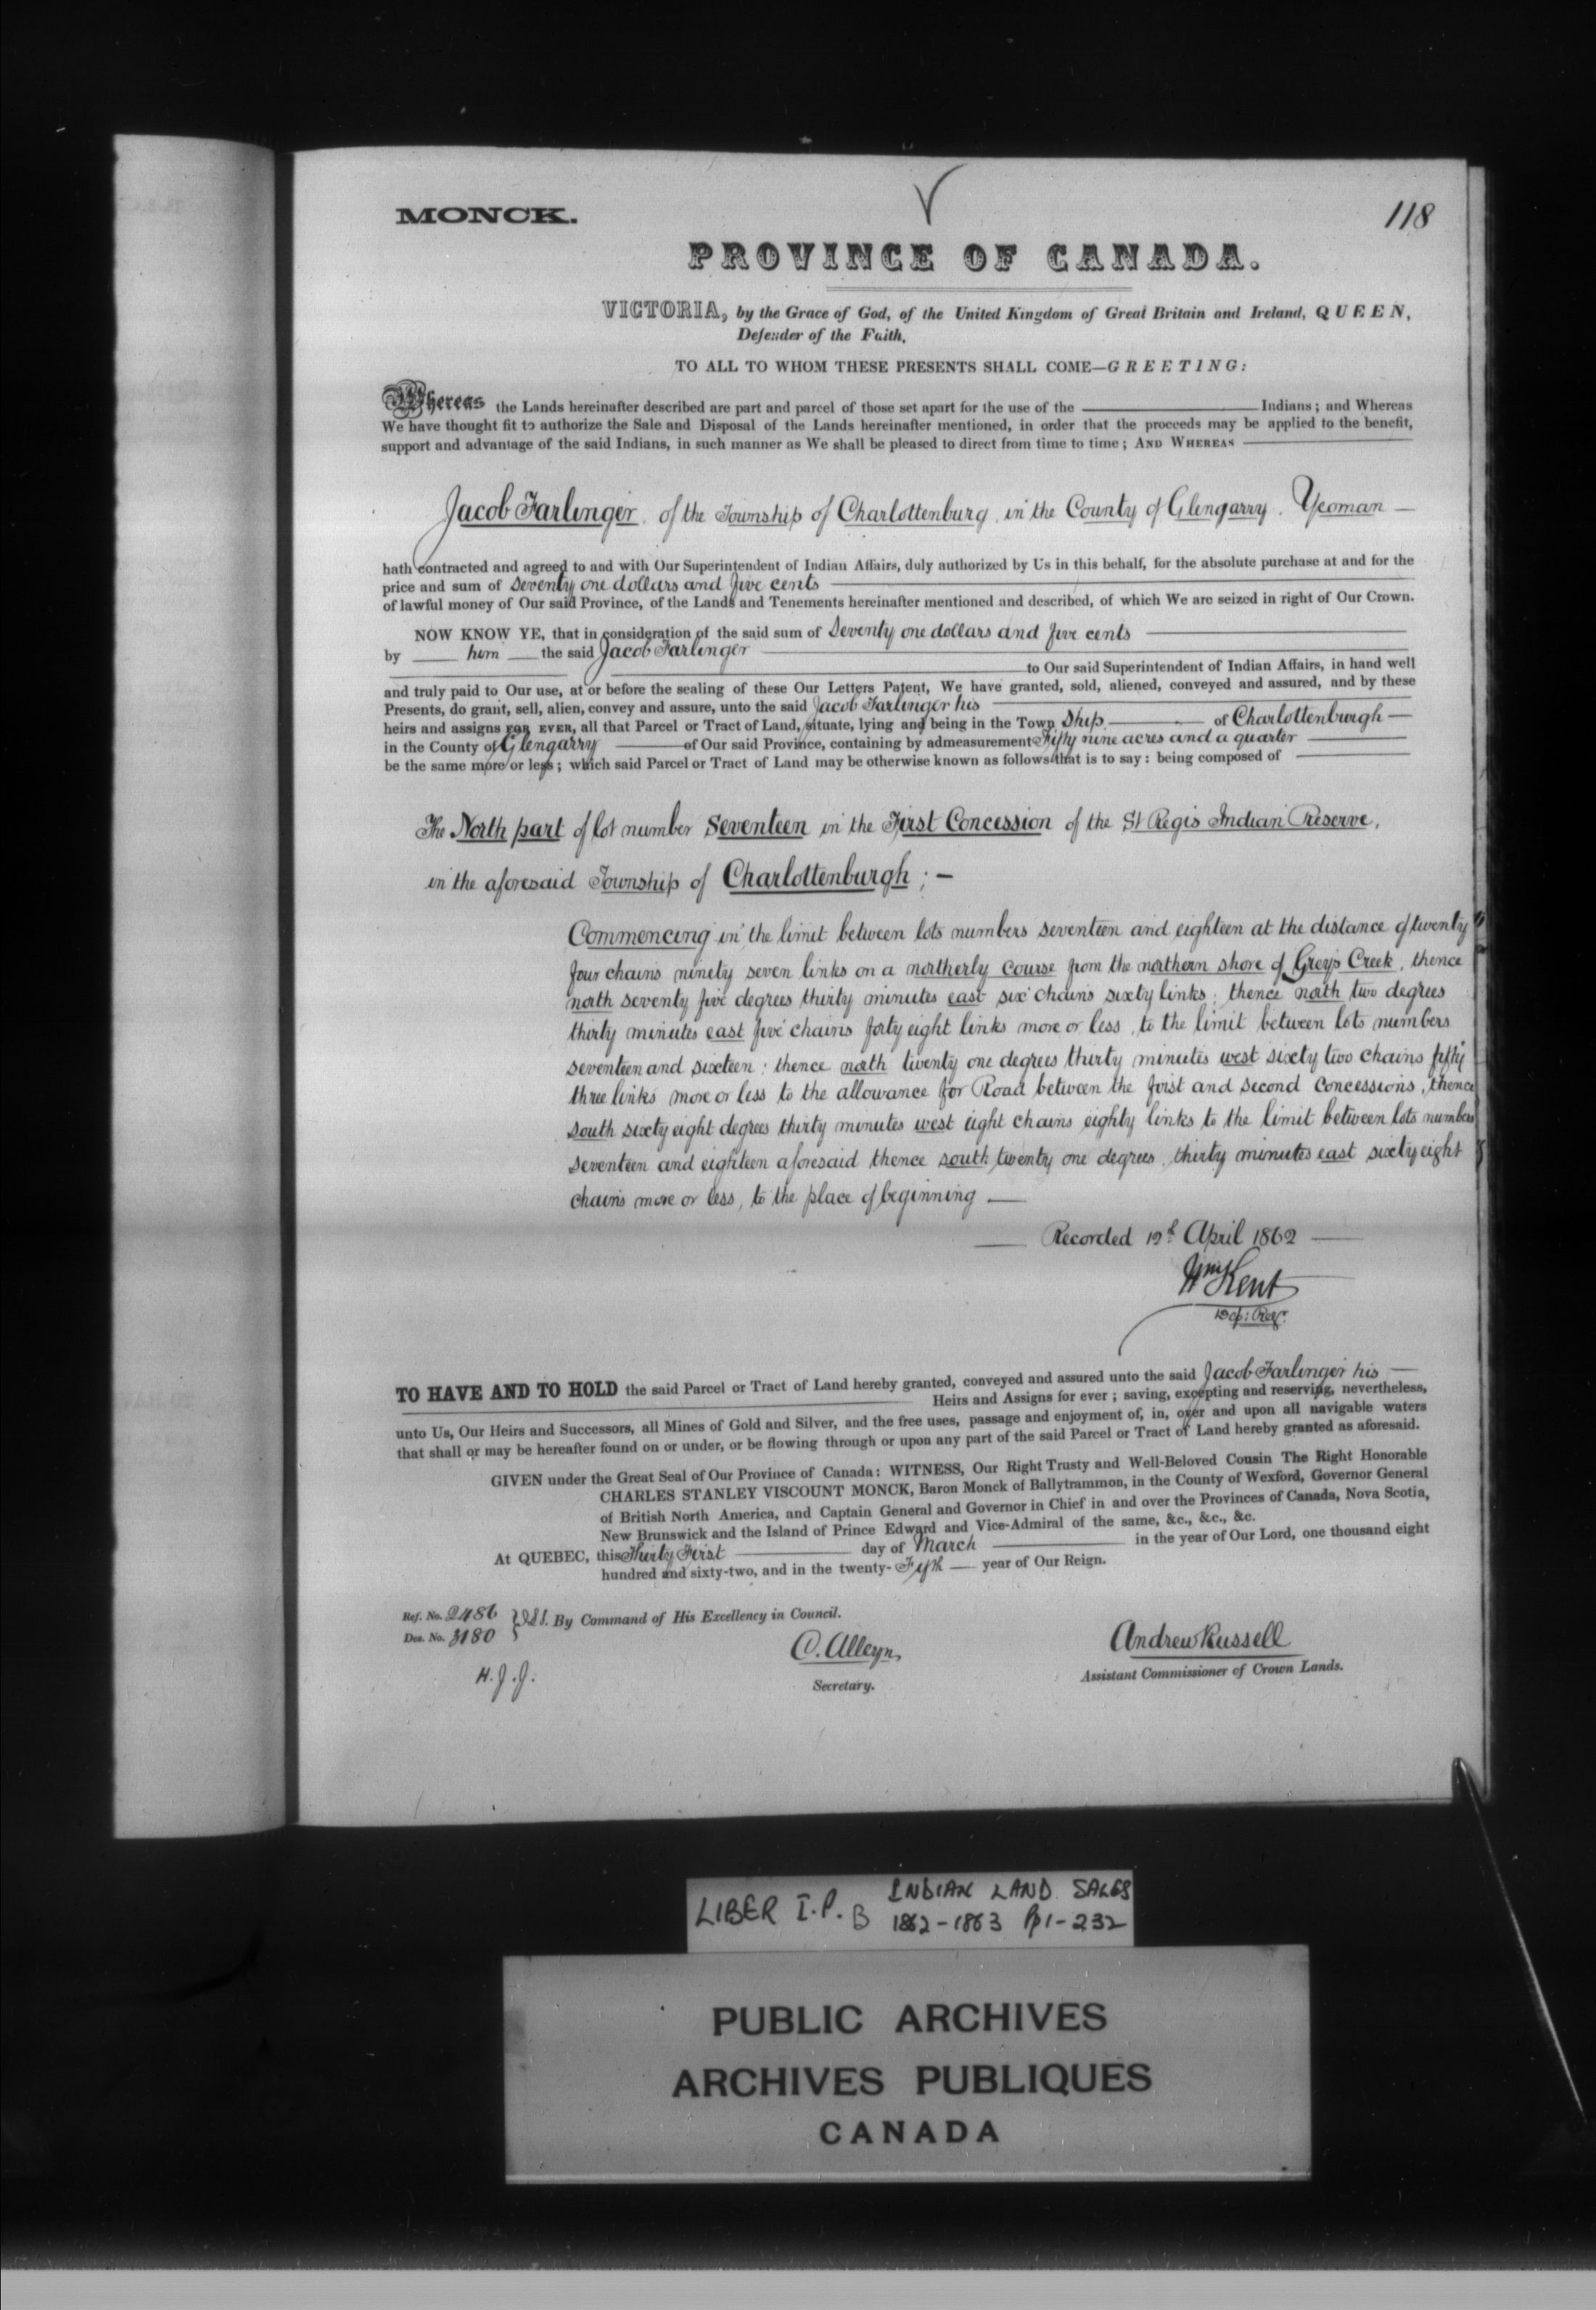 MONCK.
118
PROVINCE OF CANADA.
VICTORIA, by the Grace of God, of the United Kingdom of Great Britain and Ireland, QUEEN,
Defender of the Faith,
TO ALL TO WHOM THESE PRESENTS SHALL COME—GREETING:
Whereas the Lands hereinafter described are part and parcel of those set apart for the use of the Indians; and Whereas
We have thought fit to authorize the Sale and Disposal of the Lands hereinafter mentioned, in order that the proceeds may be applied to the benefit,
support and advantage of the said Indians, in such manner as We shall be pleased to direct from time to time; AND WHEREAS
Jacob Farlinger, of the Township of Charlottenburg, in the County of Glengarry. Yeoman —
hath contracted and agreed to and with Our Superintendent of Indian Affairs, duly authorized by Us in this behalf, for the absolute purchase at and for the
price and sum of Seventy one dollars and five cents
of lawful money of Our said Province, of the Lands and Tenements hereinafter mentioned and described, of which We are seized in right of Our Crown.
NOW KNOW YE, that in consideration of the said sum of Seventy one dollars and five cents
by him the said Jacob Farlinger
to Our said Superintendent of Indian Affairs, in hand well
and truly paid to Our use, at or before the sealing of these Our Letters Patent, We have granted, sold, aliened, conveyed and assured, and by these
Presents, do grant, sell, alien, convey and assure, unto the said Jacob Farlinger his
heirs and assigns FOR EVER, all that Parcel or Tract of Land, situate, lying and being in the Town Ship of Charlottenburgh —
in the County of Glengarry of Our said Province, containing by admeasurement Fifty nine acres and a quarter
be the same more or less; which said Parcel or Tract of Land may be otherwise known as follows that is to say: being composed of
The North part of lot number Seventeen in the First Concession of the St Regis Indian Reserve,
in the aforesaid Township of Charlottenburgh; —
Commencing in the limit between lots numbers seventeen and eighteen at the distance of twenty
four chains ninety seven links on a northerly course from the northern shore of Greys Creek, thence
north seventy five degrees thirty minutes east six chains sixty links; thence north two degrees
thirty minutes east five chains forty eight links more or less, to the limit between lots numbers
seventeen and sixteen; thence north twenty one degrees thirty minutes west sixty two chains fifty
three links more or less to the allowance for Road between the first and second Concessions, thence
south sixty eight degrees thirty minutes west eight chains eighty links to the limit between lots numbers
seventeen and eighteen aforesaid thence south twenty one degrees, thirty minutes east sixty eight
chains more or less, to the place of beginning —
Recorded 12th April 1862
Wm Kent
Dep: Regr.
TO HAVE AND TO HOLD the said Parcel or Tract of Land hereby granted, conveyed and assured unto the said Jacob Farlinger his —
Heirs and Assigns for ever; saving, excepting and reserving, nevertheless,
unto Us, Our Heirs and Successors, all Mines of Gold and Silver, and the free uses, passage and enjoyment of, in, over and upon all navigable waters
that shall or may be hereafter found on or under, or be flowing through or upon any part of the said Parcel or Tract of Land hereby granted as aforesaid.
GIVEN under the Great Seal of Our Province of Canada: WITNESS, Our Right Trusty and Well-Beloved Cousin The Right Honorable
CHARLES STANLEY VISCOUNT MONCK, Baron Monck of Ballytrammon, in the County of Wexford, Governor General
of British North America, and Captain General and Governor in Chief in and over the Provinces of Canada, Nova Scotia,
New Brunswick and the Island of Prince Edward and Vice-Admiral of the same, &c., &c., &c.
At QUEBEC, this Thirty First day of March in the year of Our Lord, one thousand eight
hundred and sixty-two, and in the twenty-Fifth year of Our Reign.
Ref. No. 2486
Des. No. 3180
By Command of His Excellency in Council.
H. J. J.
C. Alleyn,
Secretary.
Andrew Russell
Assistant Commissioner of Crown Lands.
LIBER I.P. B INDIAN LAND SALES
1862-1863 Pp 1-232
PUBLIC ARCHIVES
ARCHIVES PUBLIQUES
CANADA